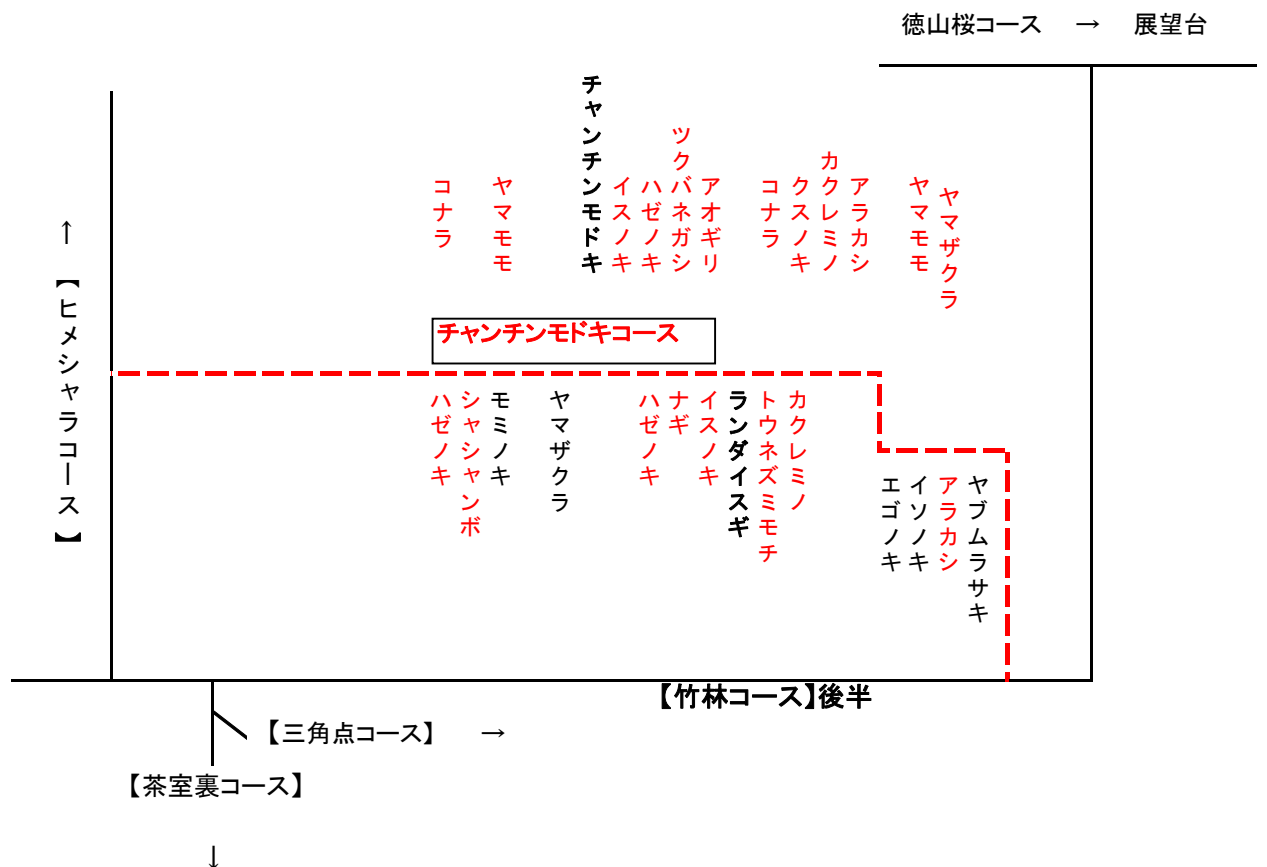 徳山桜コース → 展望台
コナラ
ヤマモモ
チャンチンモドキ
イスノキ
ハゼノキ
ツクバネガシ
アオギリ
コナラ
クスノキ
カクレミノ
アラカシ
ヤマモモ
ヤマザクラ
↑ 【ヒメシャラコース】
チャンチンモドキコース
ハゼノキ
シャシャンボ
モミノキ
ヤマザクラ
ハゼノキ
ナギ
イスノキ
ランダイスギ
トウネズミモチ
カクレミノ
エゴノキ
イソノキ
アラカシ
ヤブムラサキ
【竹林コース】後半
【三角点コース】 →
【茶室裏コース】
↓